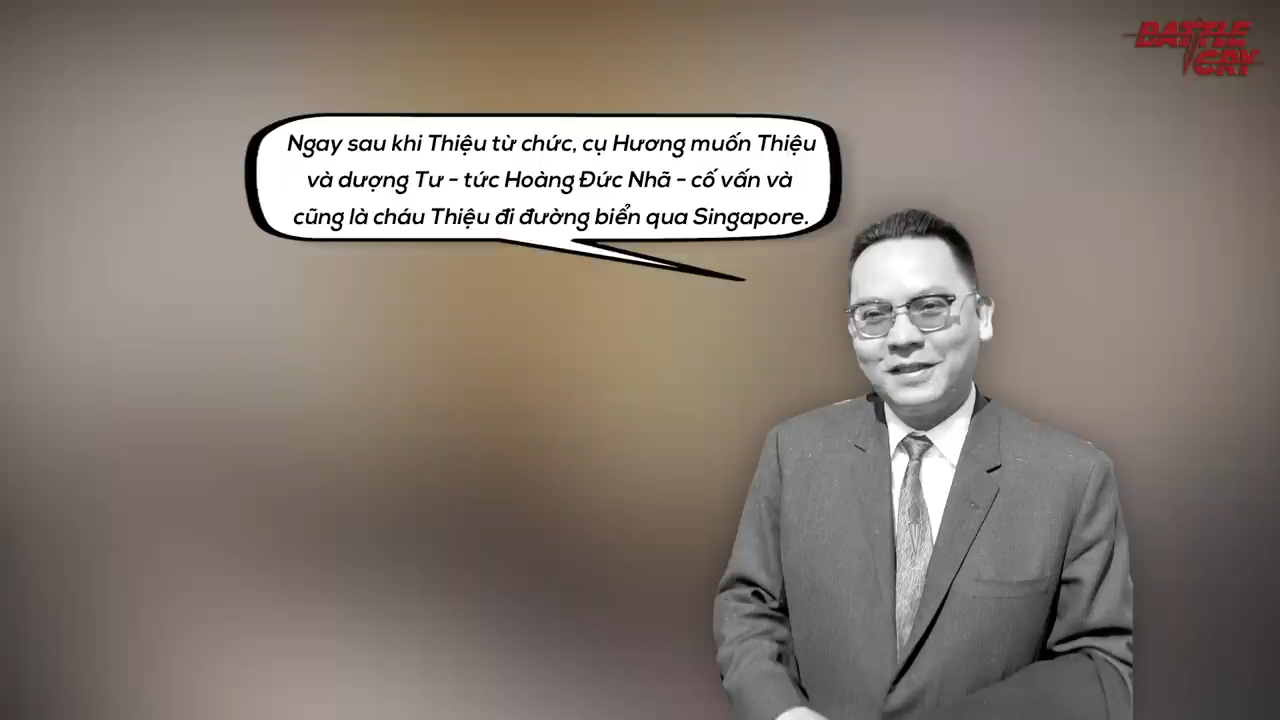 BATTLE
CRY
Ngay sau khi Thiệu từ chức, cụ Hương muốn Thiệu
và dượng Tư - tức Hoàng Đức Nhã - cố vấn và
cũng là cháu Thiệu đi đường biển qua Singapore.